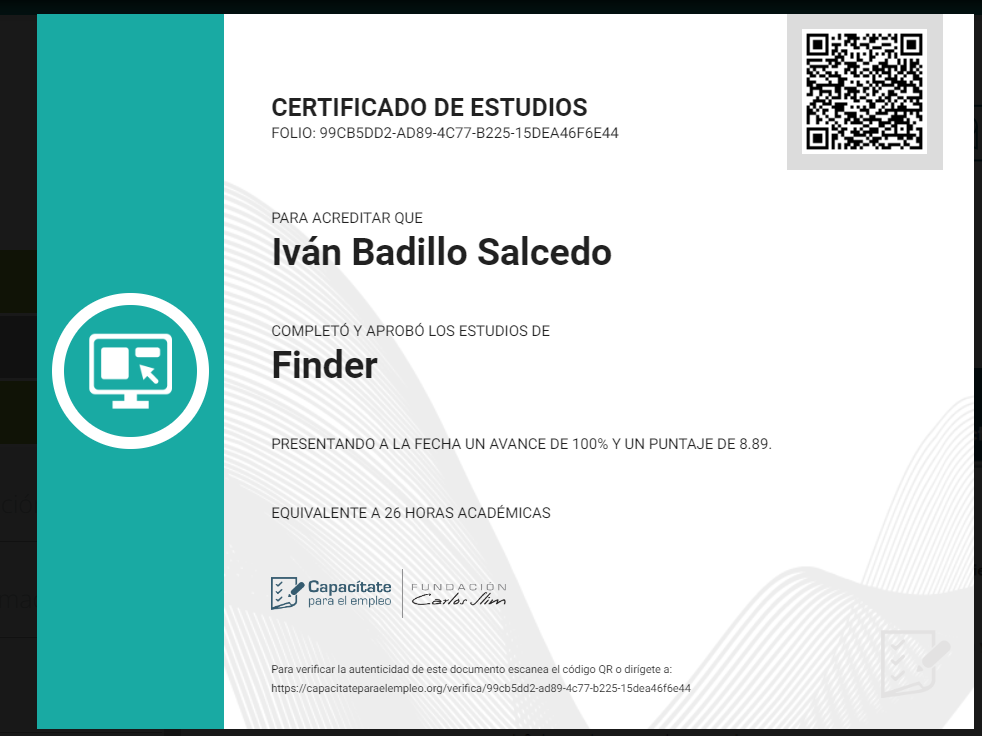 CERTIFICADO DE ESTUDIOS
FOLIO: 99CB5DD2-AD89-4C77-B225-15DEA46F6E44
PARA ACREDITAR QUE
Iván Badillo Salcedo
COMPLETÓ Y APROBÓ LOS ESTUDIOS DE
Finder
PRESENTANDO A LA FECHA UN AVANCE DE 100% Y UN PUNTAJE DE 8.89.
EQUIVALENTE A 26 HORAS ACADÉMICAS
Capacítate
para el empleo
FUNDACIÓN
Carlos Slim
Para verificar la autenticidad de este documento escanea el código QR o dirígete a:
https://capacitateparaelempleo.org/verifica/99cb5dd2-ad89-4c77-b225-15dea46f6e44